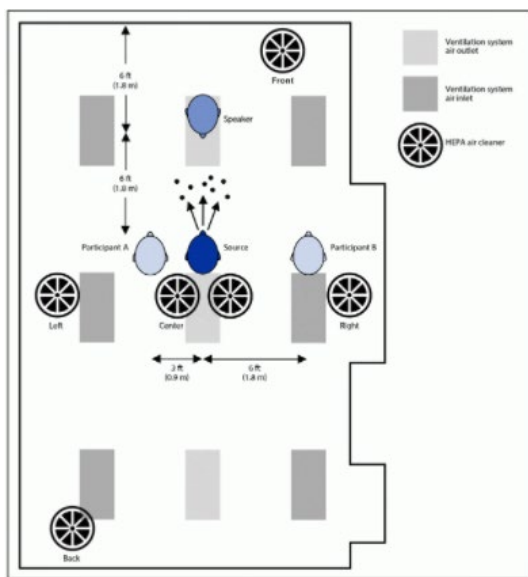 Ventilation system
air outlet
Ventilation system
air inlet
HEPA air cleaner
6 ft
(1.8 m)
Front
Speaker
6 ft
(1.8 m)
Participant A
Source
Participant B
Left
Center
Right
3 ft
(0.9 m)
6 ft
(1.8 m)
Back